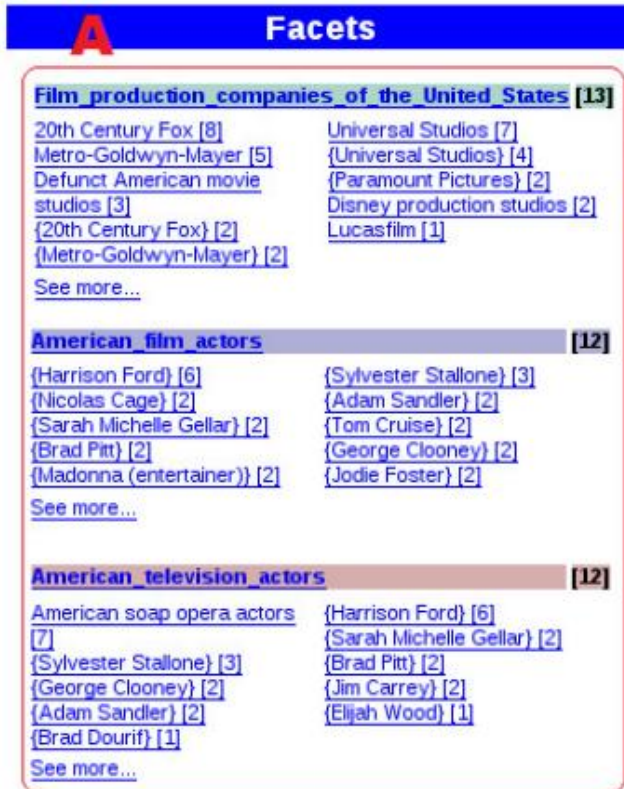 A Facets
Film_production_companies_of_the_United_States [13]
20th Century Fox [8]
Metro-Goldwyn-Mayer [5]
Defunct American movie
studios [3]
{20th Century Fox} [2]
{Metro-Goldwyn-Mayer} [2]
Universal Studios [7]
{Universal Studios} [4]
{Paramount Pictures} [2]
Disney production studios [2]
Lucasfilm [1]
See more...
American_film_actors [12]
{Harrison Ford} [6]
{Nicolas Cage} [2]
{Sarah Michelle Gellar} [2]
{Brad Pitt} [2]
{Madonna (entertainer)} [2]
{Sylvester Stallone} [3]
{Adam Sandler} [2]
{Tom Cruise} [2]
{George Clooney} [2]
{Jodie Foster} [2]
See more...
American_television_actors [12]
American soap opera actors
[7]
{Sylvester Stallone} [3]
{George Clooney} [2]
{Adam Sandler} [2]
{Brad Dourif} [1]
{Harrison Ford} [6]
{Sarah Michelle Gellar} [2]
{Brad Pitt} [2]
{Jim Carrey} [2]
{Elijah Wood} [1]
See more...